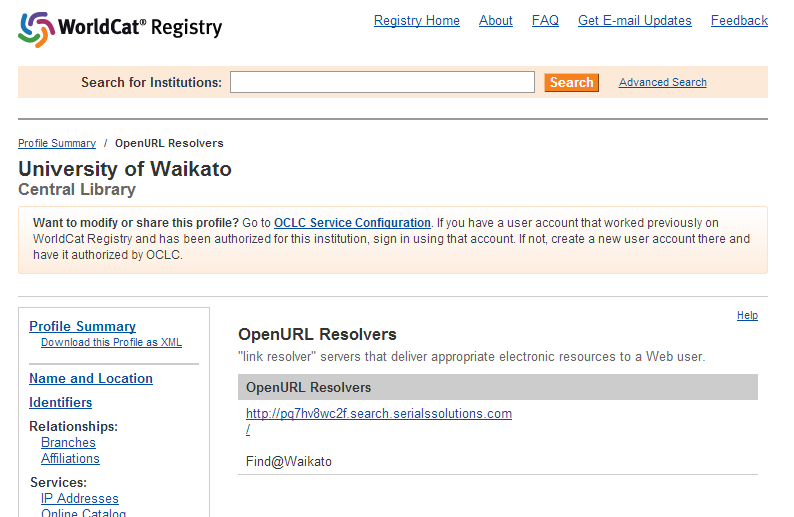 WorldCat® Registry
Registry Home About FAQ Get E-mail Updates Feedback
Search for Institutions: Search Advanced Search
Profile Summary / OpenURL Resolvers
University of Waikato
Central Library
Want to modify or share this profile? Go to OCLC Service Configuration. If you have a user account that worked previously on
WorldCat Registry and has been authorized for this institution, sign in using that account. If not, create a new user account there and
have it authorized by OCLC.
Profile Summary
Download this Profile as XML
Name and Location
Identifiers
Relationships:
Branches
Affiliations
Services:
IP Addresses
Online Catalog
Help
OpenURL Resolvers
"link resolver" servers that deliver appropriate electronic resources to a Web user.
OpenURL Resolvers
http://pq7hv8wc2f.search.serialssolutions.com
/
Find@Waikato